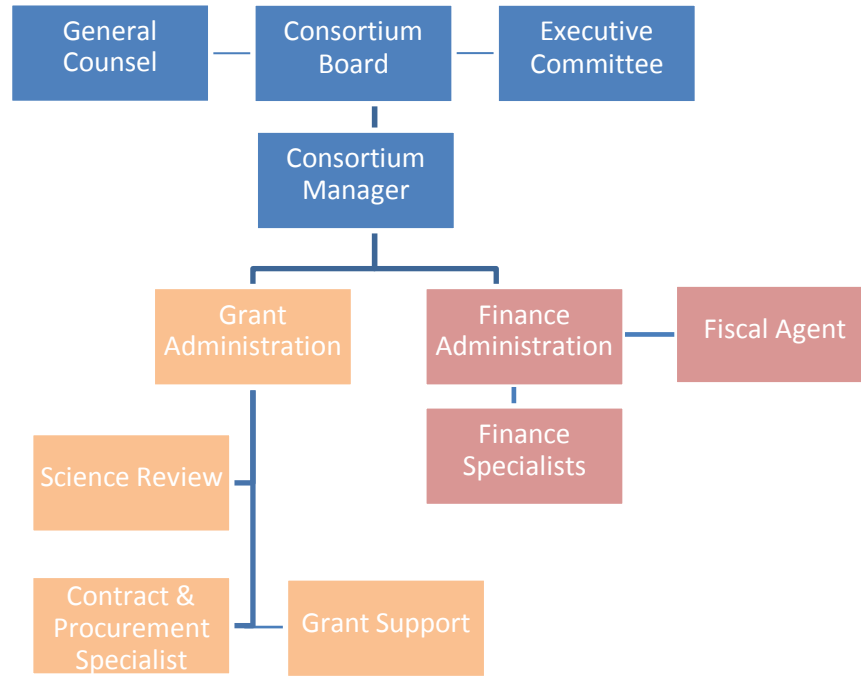 General
Counsel
Consortium
Board
Executive
Committee
Consortium
Manager
Grant
Administration
Finance
Administration
Fiscal Agent
Finance
Specialists
Science Review
Contract &
Procurement
Specialist
Grant Support